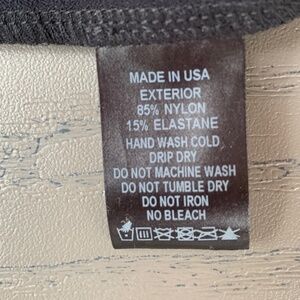 MADE IN USA
EXTERIOR
85% NYLON
15% ELASTANE
HAND WASH COLD
DRIP DRY
DO NOT MACHINE WASH
DO NOT TUMBLE DRY
DO NOT IRON
NO BLEACH